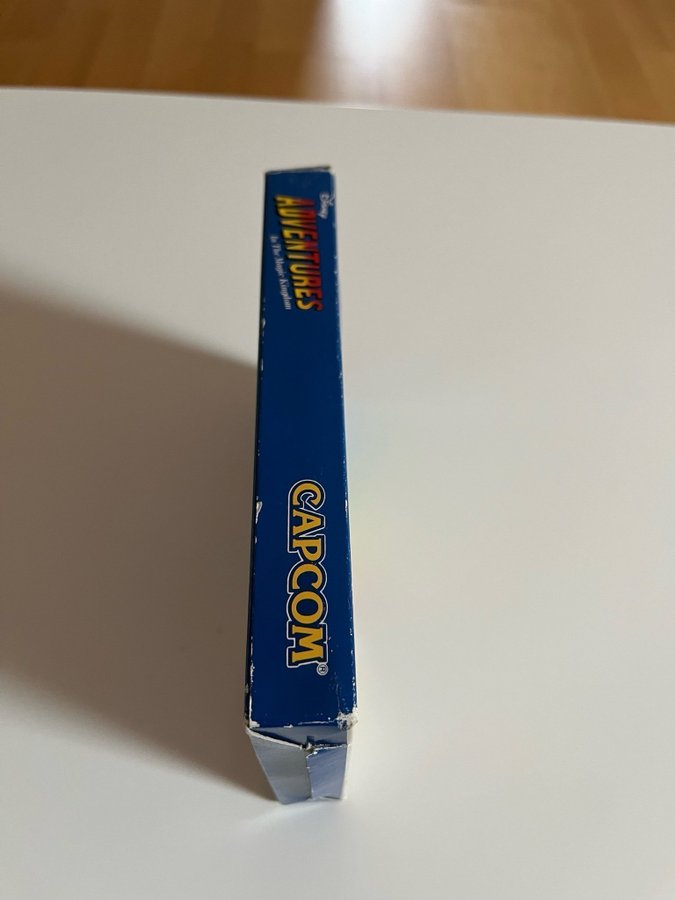 Disney
ADVENTURES
In The Magic Kingdom
CAPCOM®